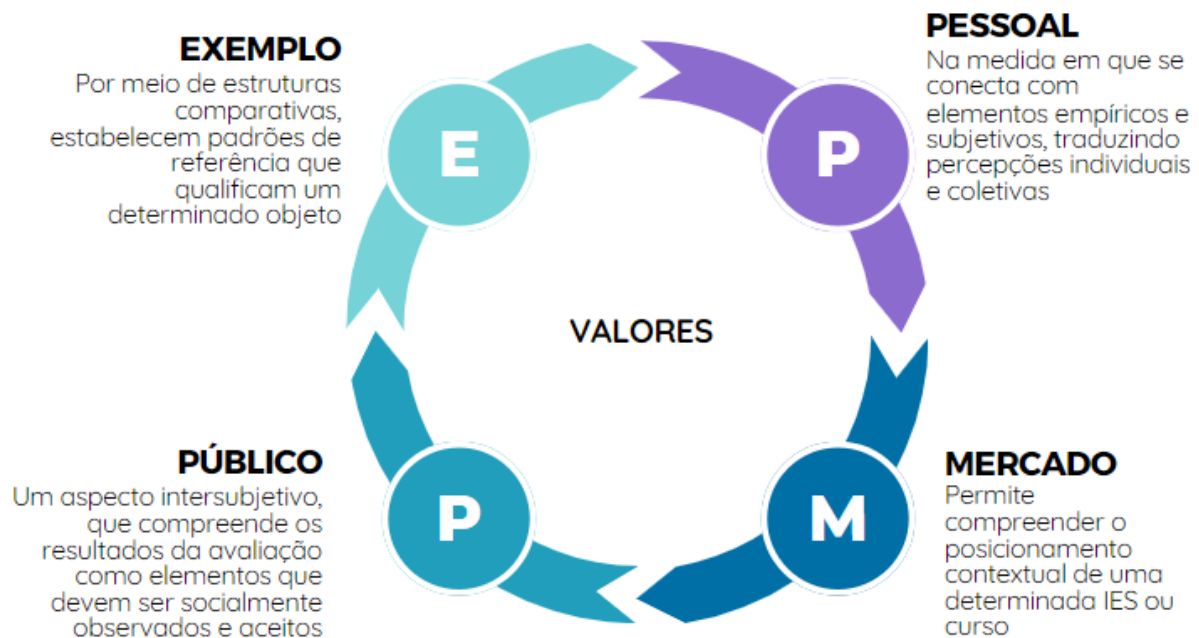 EXEMPLO
Por meio de estruturas
comparativas,
estabelecem padrões de
referência que
qualificam um
determinado objeto
E
P
PESSOAL
Na medida em que se
conecta com
elementos empíricos e
subjetivos, traduzindo
percepções individuais
e coletivas
VALORES
PÚBLICO
Um aspecto intersubjetivo,
que compreende os
resultados da avaliação
como elementos que
devem ser socialmente
observados e aceitos
P
M
MERCADO
Permite
compreender o
posicionamento
contextual de uma
determinada IES ou
curso